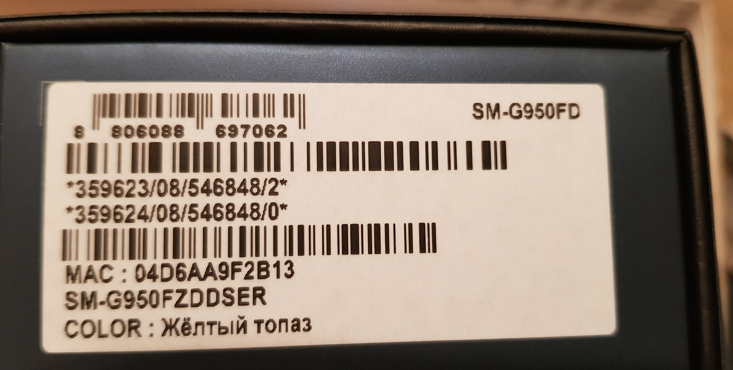 SM-G950FD
8 806088 697062
*359623/08/546848/2*
*359624/08/546848/0*
MAC : 04D6AA9F2B13
SM-G950FZDDSER
COLOR : Жёлтый топаз